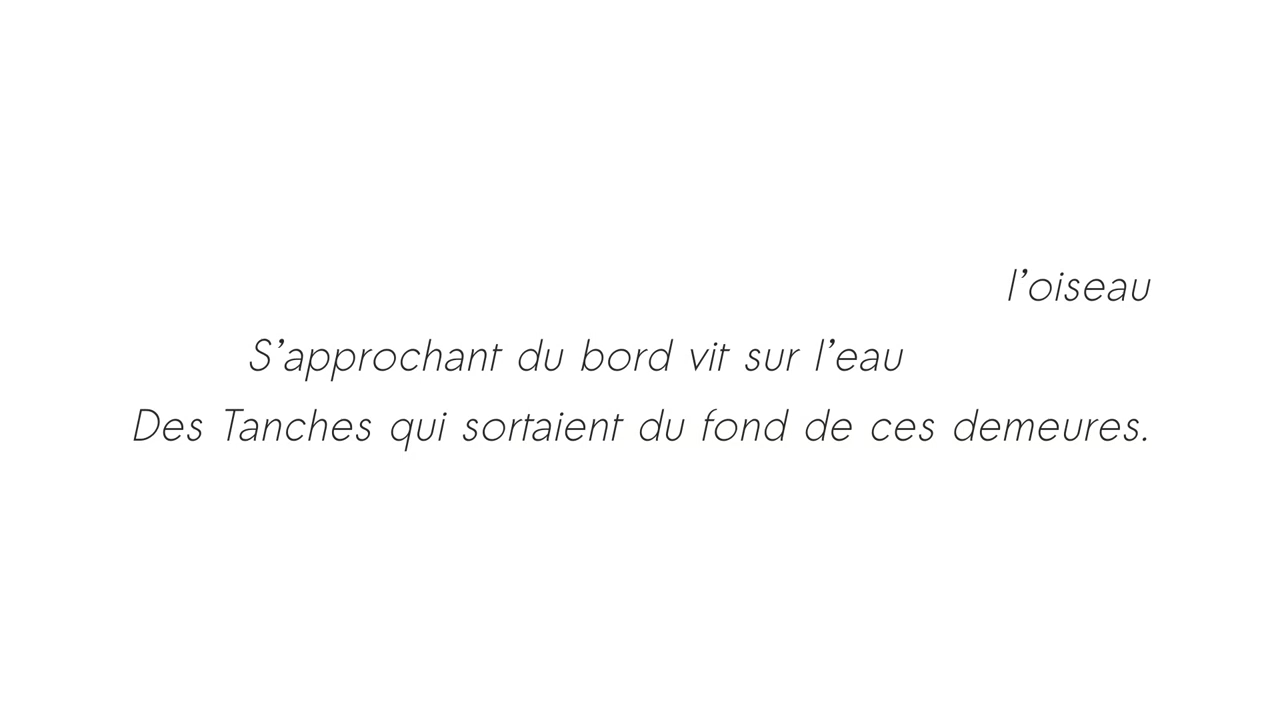 l’oiseau
S’approchant du bord vit sur l’eau
Des Tanches qui sortaient du fond de ces demeures.